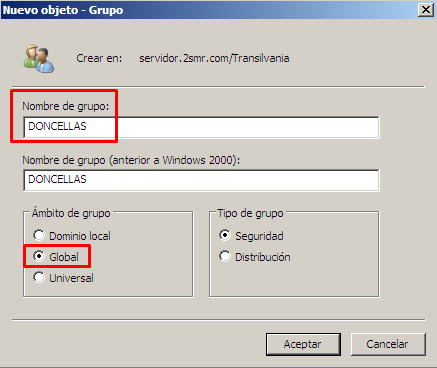 Nuevo objeto - Grupo
Crear en: servidor.2smr.com/Transilvania
Nombre de grupo:
DONCELLAS
Nombre de grupo (anterior a Windows 2000):
DONCELLAS
Ámbito de grupo
Dominio local
Global
Universal
Tipo de grupo
Seguridad
Distribución
Aceptar
Cancelar